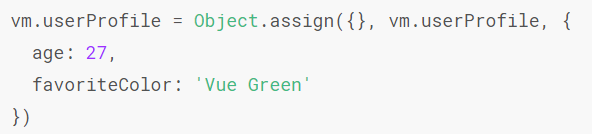 vm.userProfile = Object.assign({}, vm.userProfile, {
  age: 27,
  favoriteColor: 'Vue Green'
})